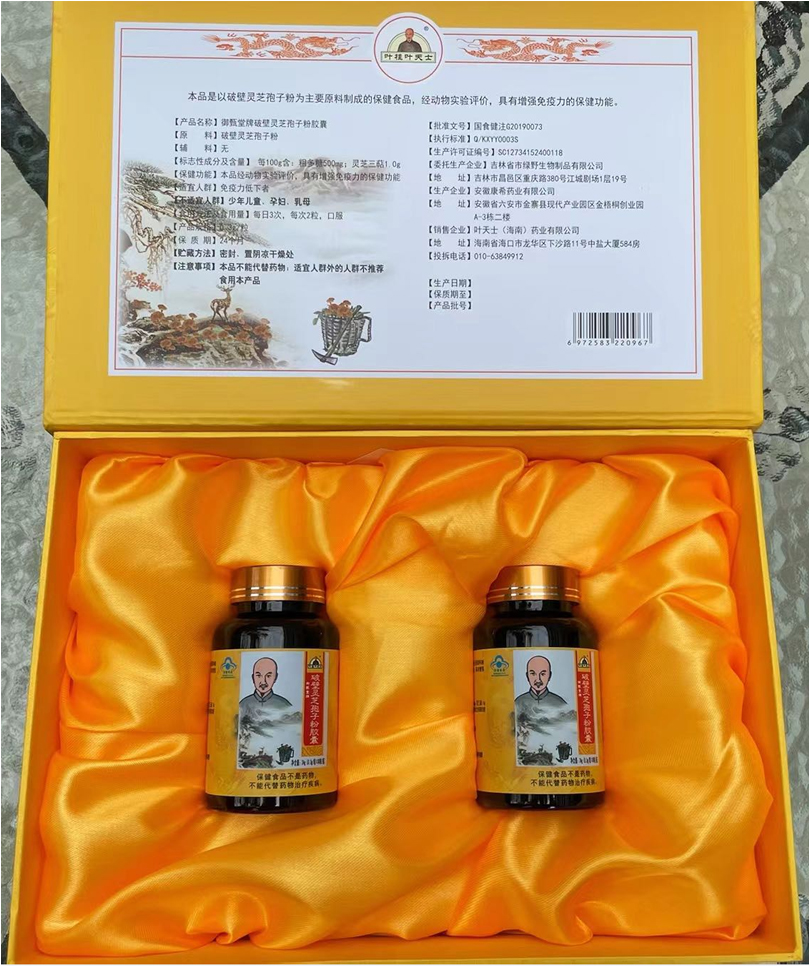 ®
叶桂叶天士
本品是以破壁灵芝孢子粉为主要原料制成的保健食品，经动物实验评价，具有增强免疫力的保健功能。
【产品名称】御甄堂牌破壁灵芝孢子粉胶囊
【原 料】破壁灵芝孢子粉
【辅 料】无
【标志性成分及含量】 每100g含：粗多糖500mg；灵芝三萜1.0g
【保健功能】本品经动物实验评价，具有增强免疫力的保健功能
【适宜人群】免疫力低下者
【不适宜人群】少年儿童、孕妇、乳母
食用量】每日3次，每次2粒，口服
【产品规格】
【保 质 期】24个月
【贮藏方法】密封、置阴凉干燥处
【注意事项】本品不能代替药物；适宜人群外的人群不推荐
食用本产品
【批准文号】国食健注G20190073
【执行标准】Q/KXYY0003S
【生产许可证编号】SC12734152400118
【委托生产企业】吉林省市绿野生物制品有限公司
【地 址】吉林市昌邑区重庆路380号江城剧场1层19号
【生产企业】安徽康希药业有限公司
【地 址】安徽省六安市金寨县现代产业园区金梧桐创业园
A-3栋二楼
【销售企业】叶天士（海南）药业有限公司
【地 址】海南省海口市龙华区下沙路11号中盐大厦584房
【投拆电话】010-63849912
【生产日期】
【保质期至】
【产品批号】
6 972583 220967
破壁灵芝孢子粉胶囊
保健食品不是药物，
不能代替药物治疗疾病。
破壁灵芝孢子粉胶囊
保健食品不是药物，
不能代替药物治疗疾病。